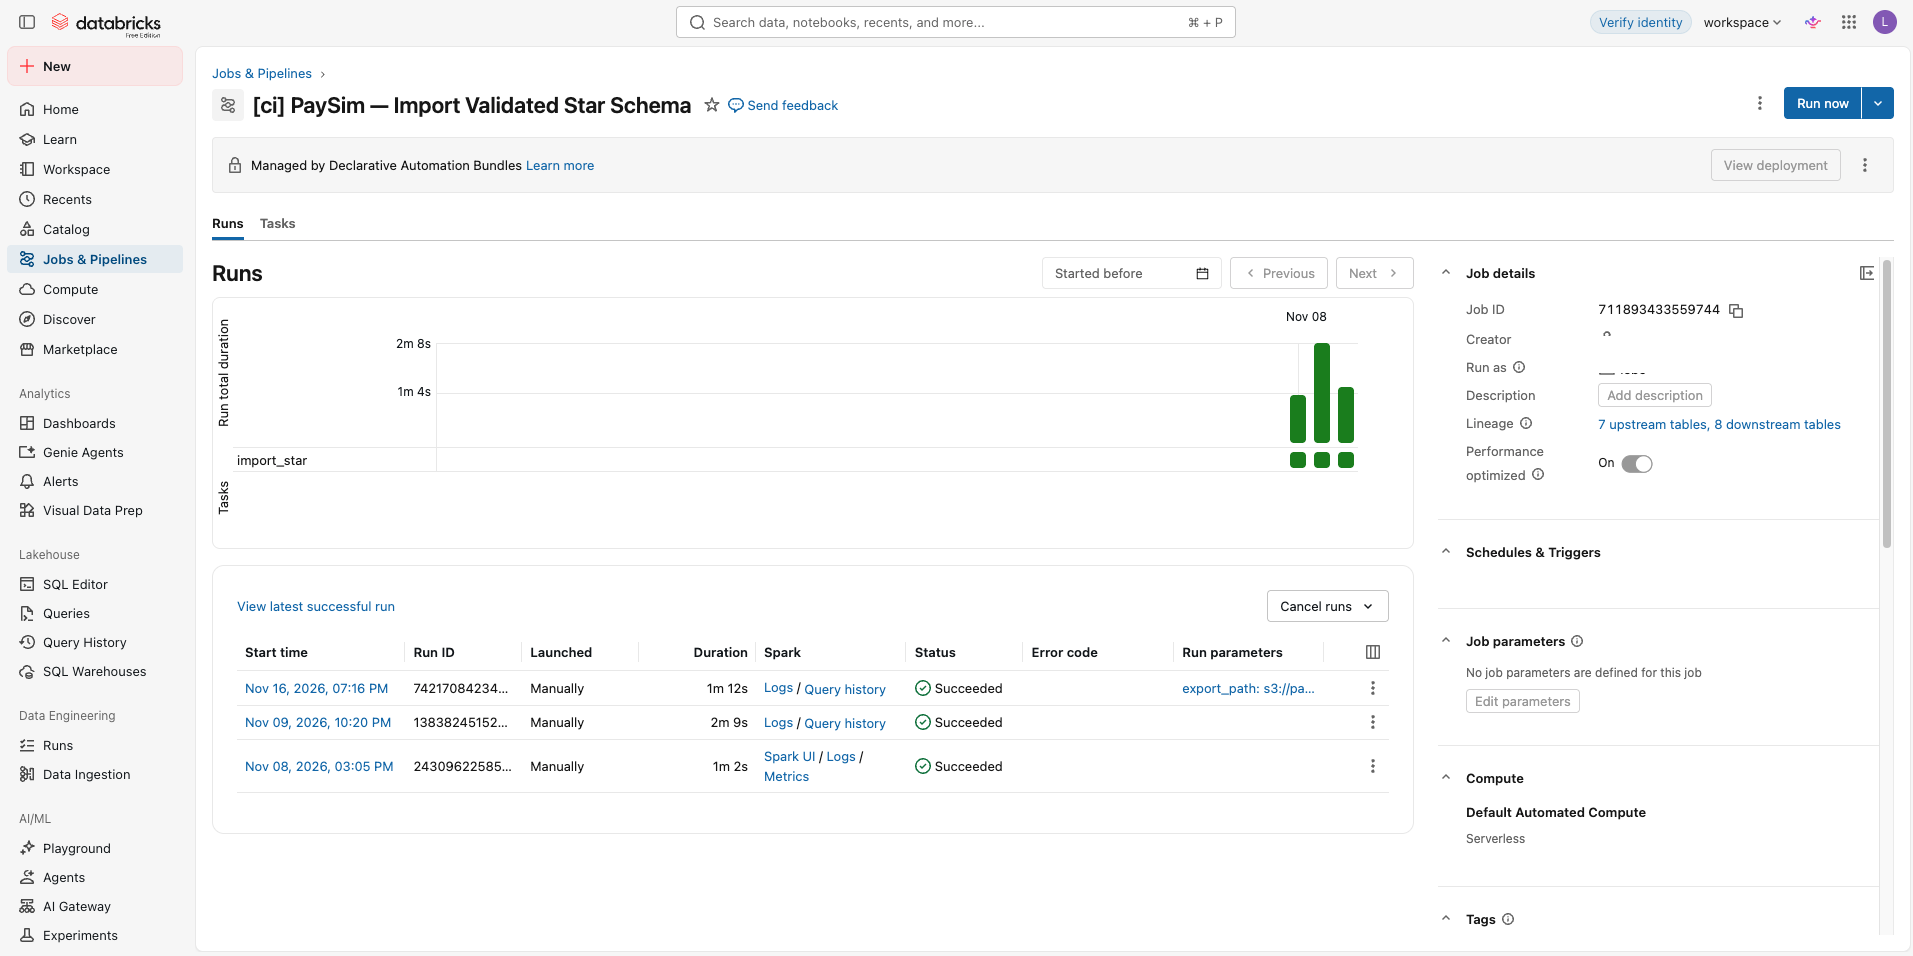 databricks
Free Edition
Search data, notebooks, recents, and more...
⌘ + P
Verify identity
workspace
L
New
Home
Learn
Workspace
Recents
Catalog
Jobs & Pipelines
Compute
Discover
Marketplace
Analytics
Dashboards
Genie Agents
Alerts
Visual Data Prep
Lakehouse
SQL Editor
Queries
Query History
SQL Warehouses
Data Engineering
Runs
Data Ingestion
AI/ML
Playground
Agents
AI Gateway
Experiments
Jobs & Pipelines ›
[ci] PaySim — Import Validated Star Schema
Send feedback
Run now
Managed by Declarative Automation Bundles Learn more
View deployment
Runs Tasks
Runs
Started before
Previous
Next
Run total duration
Nov 08
2m 8s
1m 4s
import_star
Tasks
View latest successful run
Cancel runs
Start time Run ID Launched Duration Spark Status Error code Run parameters
Nov 16, 2026, 07:16 PM 74217084234... Manually 1m 12s Logs / Query history Succeeded export_path: s3://pa...
Nov 09, 2026, 10:20 PM 13838245152... Manually 2m 9s Logs / Query history Succeeded
Nov 08, 2026, 03:05 PM 24309622585... Manually 1m 2s Spark UI / Logs / Metrics Succeeded
Job details
Job ID 711893433559744
Creator
Run as
Description Add description
Lineage 7 upstream tables, 8 downstream tables
Performance optimized On
Schedules & Triggers
Job parameters
No job parameters are defined for this job
Edit parameters
Compute
Default Automated Compute
Serverless
Tags